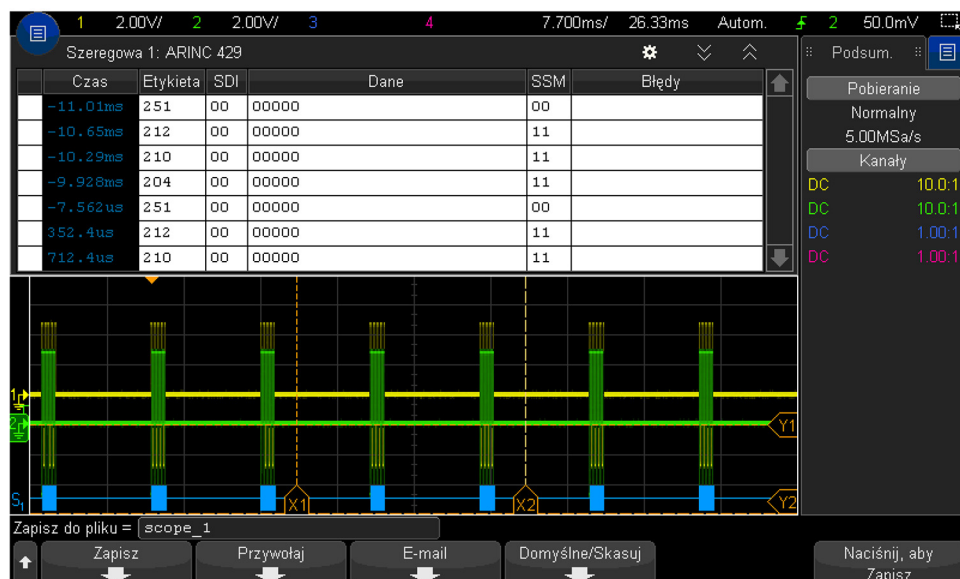 1 2.00V/ 2 2.00V/ 3 4 7.700ms/ 26.33ms Autom. 2 50.0mV
Szeregowa 1: ARINC 429
Czas Etykieta SDI Dane SSM Błędy
-11.01ms 251 00 00000 00
-10.65ms 212 00 00000 11
-10.29ms 210 00 00000 11
-9.928ms 204 00 00000 11
-7.562us 251 00 00000 00
352.4us 212 00 00000 11
712.4us 210 00 00000 11
Podsum.
Pobieranie
Normalny
5.00MSa/s
Kanały
DC 10.0:1
DC 10.0:1
DC 1.00:1
DC 1.00:1
1
2
Y1
S1
X1 X2 Y2
Zapisz do pliku = scope_1
Zapisz Przywołaj E-mail Domyślne/Skasuj Naciśnij, aby
Zapisz